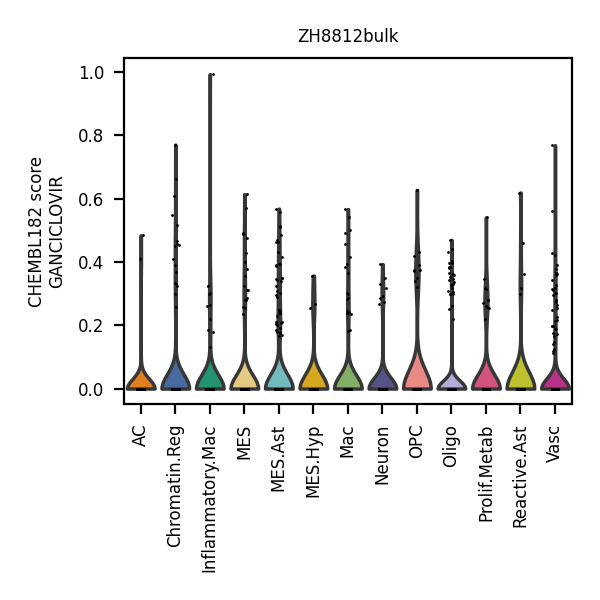 ZH8812bulk
CHEMBL182 score
GANCICLOVIR
1.0
0.8
0.6
0.4
0.2
0.0
AC
Chromatin.Reg
Inflammatory.Mac
MES
MES.Ast
MES.Hyp
Mac
Neuron
OPC
Oligo
Prolif.Metab
Reactive.Ast
Vasc